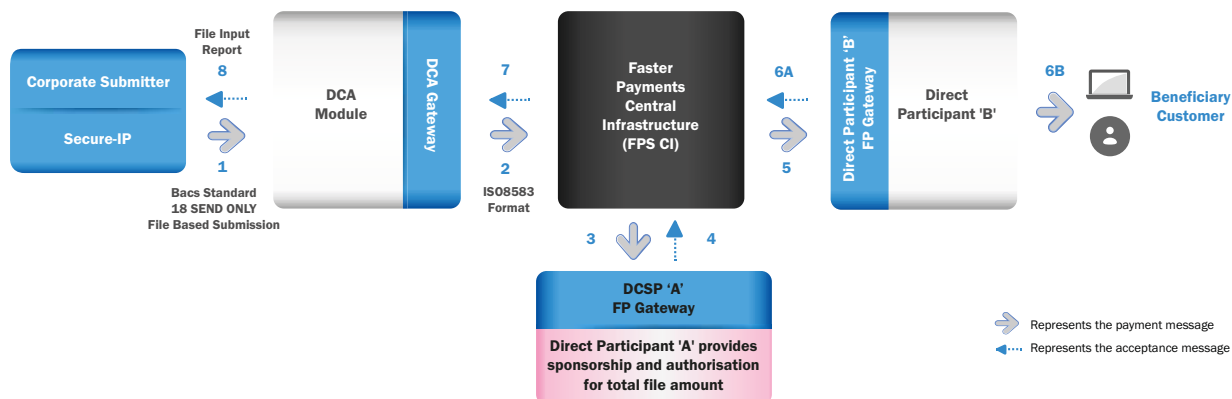 File Input
Report
8
Corporate Submitter
Secure-IP
1
Bacs Standard
18 SEND ONLY
File Based Submission
DCA
Module
DCA Gateway
7
2
ISO8583
Format
Faster
Payments
Central
Infrastructure
(FPS CI)
6A
5
Direct Participant ‘B’
FP Gateway
Direct
Participant 'B'
6B
Beneficiary
Customer
3
4
DCSP ‘A’
FP Gateway
Direct Participant 'A' provides
sponsorship and authorisation
for total file amount
Represents the payment message
Represents the acceptance message